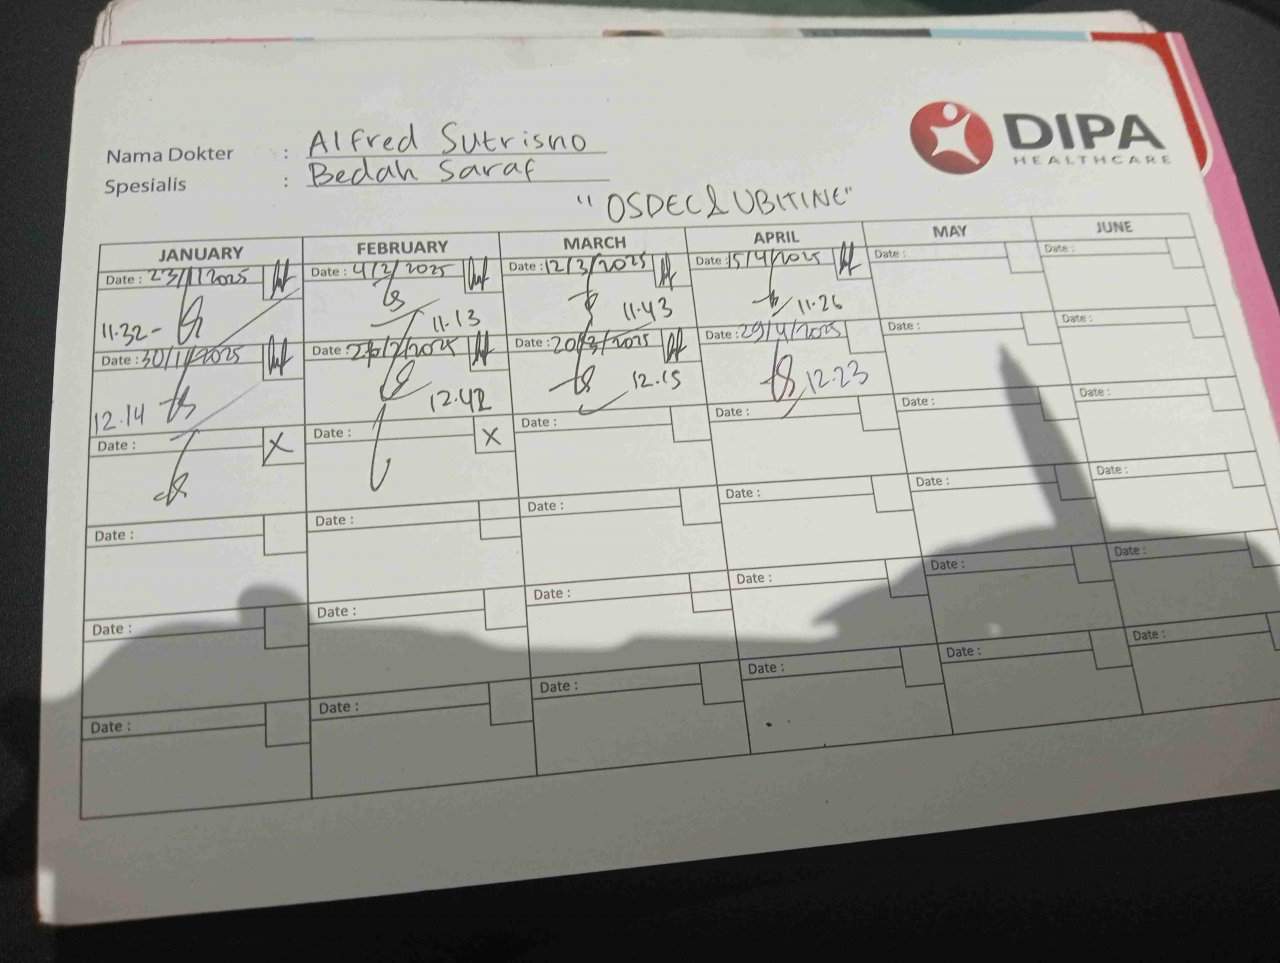 Nama Dokter : Alfred Sutrisno
Spesialis : Bedah Saraf
DIPA
HEALTHCARE
"OSDEC & UBITINE"
JANUARY FEBRUARY MARCH APRIL MAY JUNE
Date : 23/1/2025 Date : 4/2/2025 Date : 12/3/2025 Date : 15/4/2025 Date : Date :
11.32 - 11.13 11.43 11.26
Date : 30/1/2025 Date : 26/2/2025 Date : 20/3/2025 Date : 29/4/2025 Date : Date :
12.14 12.42 12.15 12.23
Date : X Date : X Date : Date : Date : Date :
Date : Date : Date : Date : Date : Date :
Date : Date : Date : Date : Date : Date :
Date : Date : Date : Date : Date : Date :